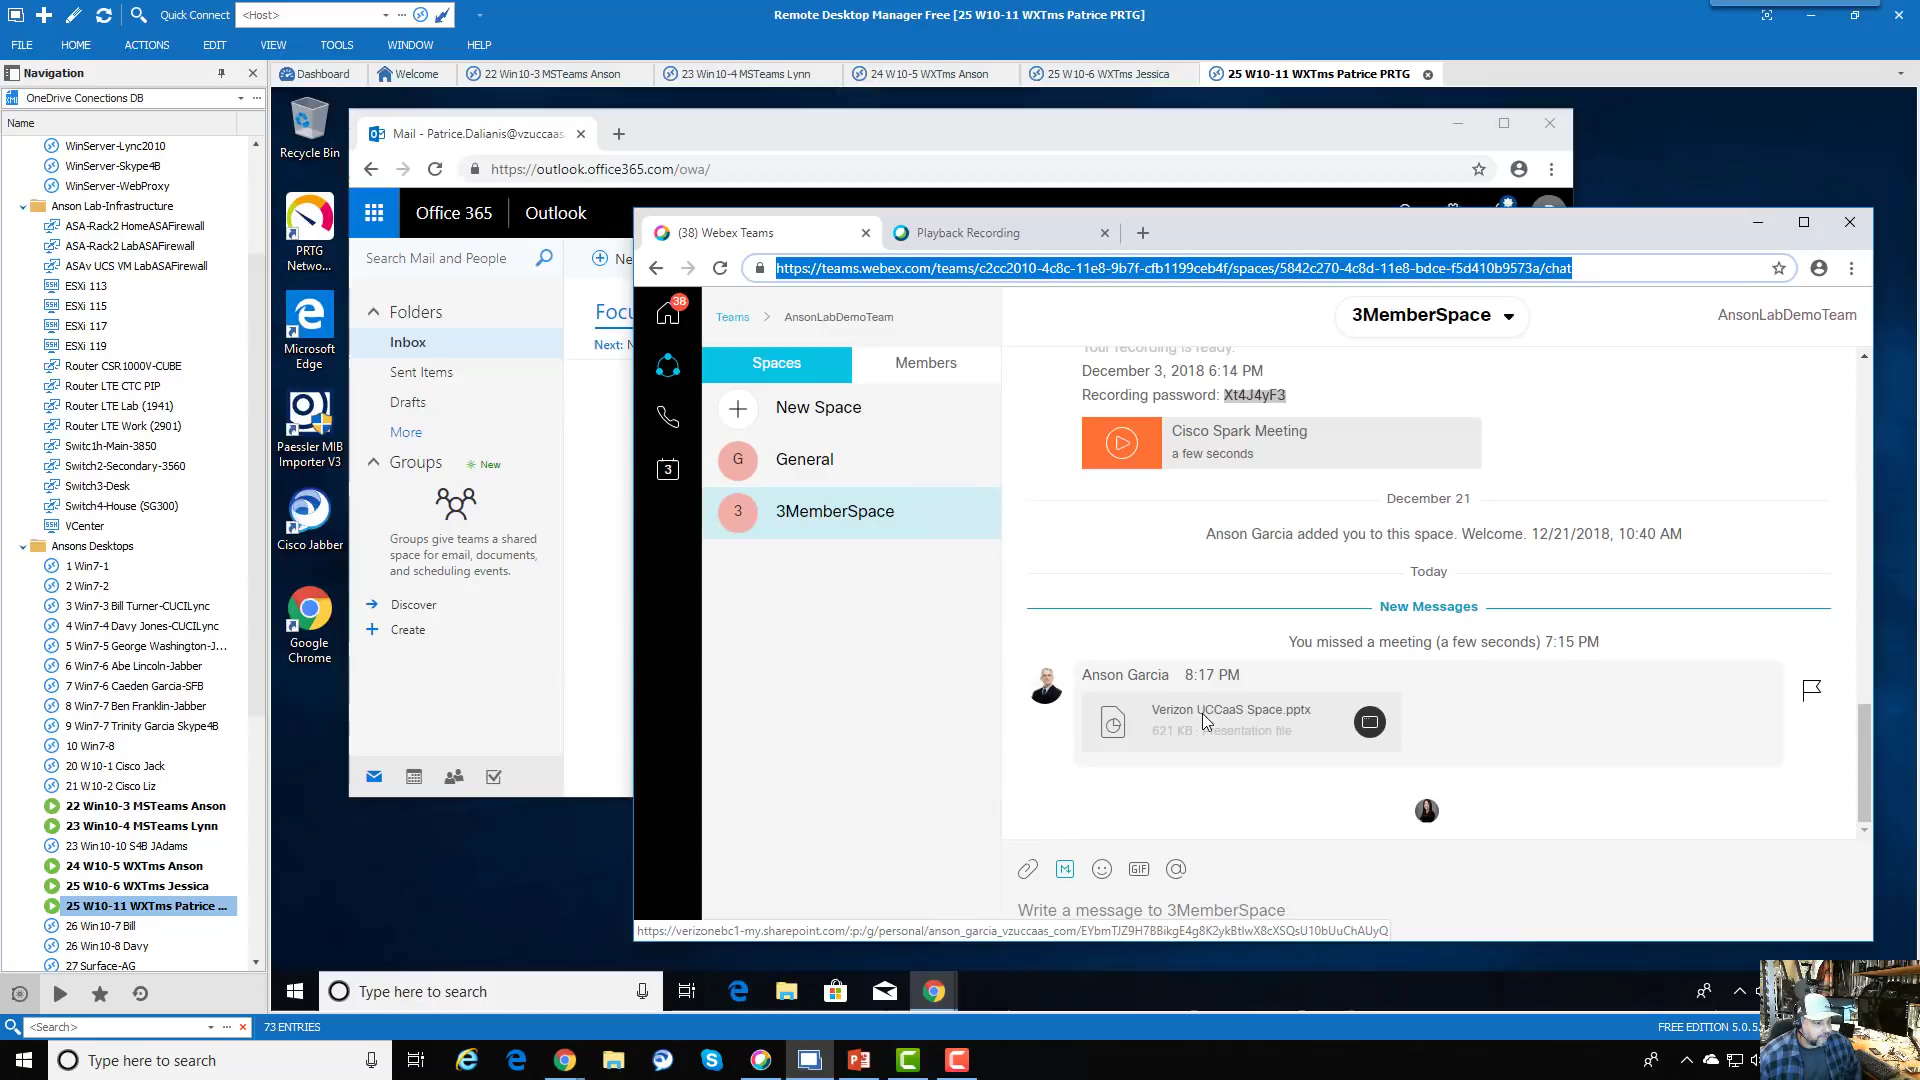 Quick Connect
<Host>
Remote Desktop Manager Free [25 W10-11 WXTms Patrice PRTG]
FILE
HOME
ACTIONS
EDIT
VIEW
TOOLS
WINDOW
HELP
Navigation
Dashboard
Welcome
22 Win10-3 MSTeams Anson
23 Win10-4 MSTeams Lynn
24 W10-5 WXTms Anson
25 W10-6 WXTms Jessica
25 W10-11 WXTms Patrice PRTG
OneDrive Conections DB
Name
WinServer-Lync2010
WinServer-Skype4B
WinServer-WebProxy
Anson Lab-Infrastructure
ASA-Rack2 HomeASAFirewall
ASA-Rack2 LabASAFirewall
ASAv UCS VM LabASAFirewall
ESXi 113
ESXi 115
ESXi 117
ESXi 119
Router CSR1000V-CUBE
Router LTE CTC PIP
Router LTE Lab (1941)
Router LTE Work (2901)
Switc1h-Main-3850
Switch2-Secondary-3560
Switch3-Desk
Switch4-House (SG300)
VCenter
Ansons Desktops
1 Win7-1
2 Win7-2
3 Win7-3 Bill Turner-CUCILync
4 Win7-4 Davy Jones-CUCILync
5 Win7-5 George Washington-J...
6 Win7-6 Abe Lincoln-Jabber
7 Win7-6 Caeden Garcia-SFB
8 Win7-7 Ben Franklin-Jabber
9 Win7-7 Trinity Garcia Skype4B
10 Win7-8
20 W10-1 Cisco Jack
21 W10-2 Cisco Liz
22 Win10-3 MSTeams Anson
23 Win10-4 MSTeams Lynn
23 Win10-10 S4B JAdams
24 W10-5 WXTms Anson
25 W10-6 WXTms Jessica
25 W10-11 WXTms Patrice ...
26 Win10-7 Bill
26 Win10-8 Davy
27 Surface-AG
<Search>
73 ENTRIES
FREE EDITION 5.0.5.
Recycle Bin
PRTG
Netwo...
Microsoft
Edge
Paessler MIB
Importer V3
Cisco Jabber
Google
Chrome
Mail - Patrice.Dalianis@vzuccaas.
https://outlook.office365.com/owa/
Office 365
Outlook
Search Mail and People
Ne
Folders
Inbox
Sent Items
Drafts
More
Groups
New
Groups give teams a shared
space for email, documents,
and scheduling events.
Discover
Create
Focu
Next: N
(38) Webex Teams
Playback Recording
https://teams.webex.com/teams/c2cc2010-4c8c-11e8-9b7f-cfb1199ceb4f/spaces/5842c270-4c8d-11e8-bdce-f5d410b9573a/chat
38
3
Teams
AnsonLabDemoTeam
Spaces
Members
New Space
G
General
3
3MemberSpace
3MemberSpace
AnsonLabDemoTeam
Your recording is ready.
December 3, 2018 6:14 PM
Recording password: Xt4J4yF3
Cisco Spark Meeting
a few seconds
December 21
Anson Garcia added you to this space. Welcome. 12/21/2018, 10:40 AM
Today
New Messages
You missed a meeting (a few seconds) 7:15 PM
Anson Garcia 8:17 PM
Verizon UCCaaS Space.pptx
621 KB · Presentation file
GIF
Write a message to 3MemberSpace
https://verizonebc1-my.sharepoint.com/:p:/g/personal/anson_garcia_vzuccaas_com/EYbmTJZ9H7BBikgE4g8K2ykBtIwX8cXSQsU10bUuChAUyQ
Type here to search
Type here to search